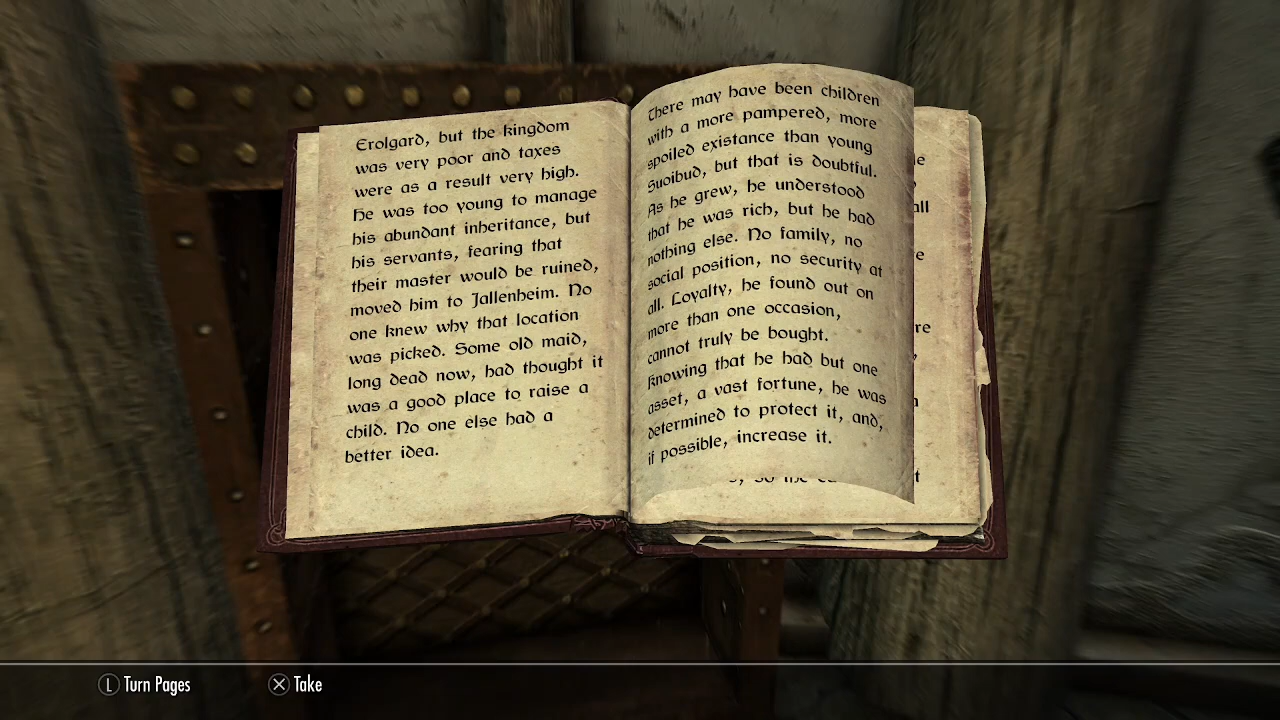 Erolgard, but the kingdom
was very poor and taxes
were as a result very high.
He was too young to manage
his abundant inheritance, but
his servants, fearing that
their master would be ruined,
moved him to Jallenheim. No
one knew why that location
was picked. Some old maid,
long dead now, had thought it
was a good place to raise a
child. No one else had a
better idea.
There may have been children
with a more pampered, more
spoiled existance than young
Suoibud, but that is doubtful.
As he grew, he understood
that he was rich, but he had
nothing else. No family, no
social position, no security at
all. Loyalty, he found out on
more than one occasion,
cannot truly be bought.
Knowing that he had but one
asset, a vast fortune, he was
determined to protect it, and,
if possible, increase it.
L Turn Pages
X Take